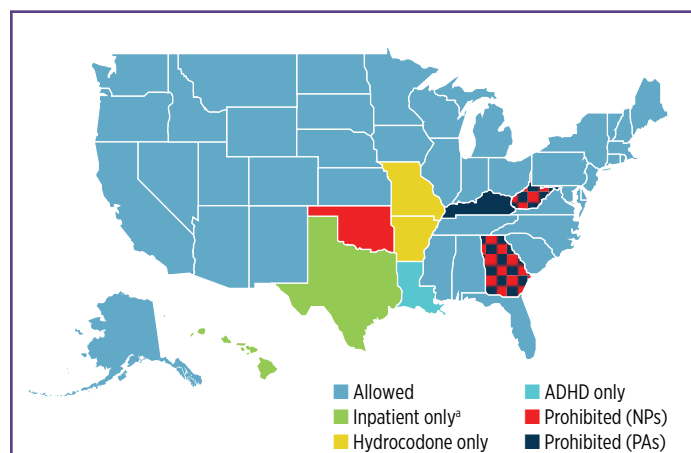 Allowed
Inpatient onlyᵃ
Hydrocodone only
ADHD only
Prohibited (NPs)
Prohibited (PAs)